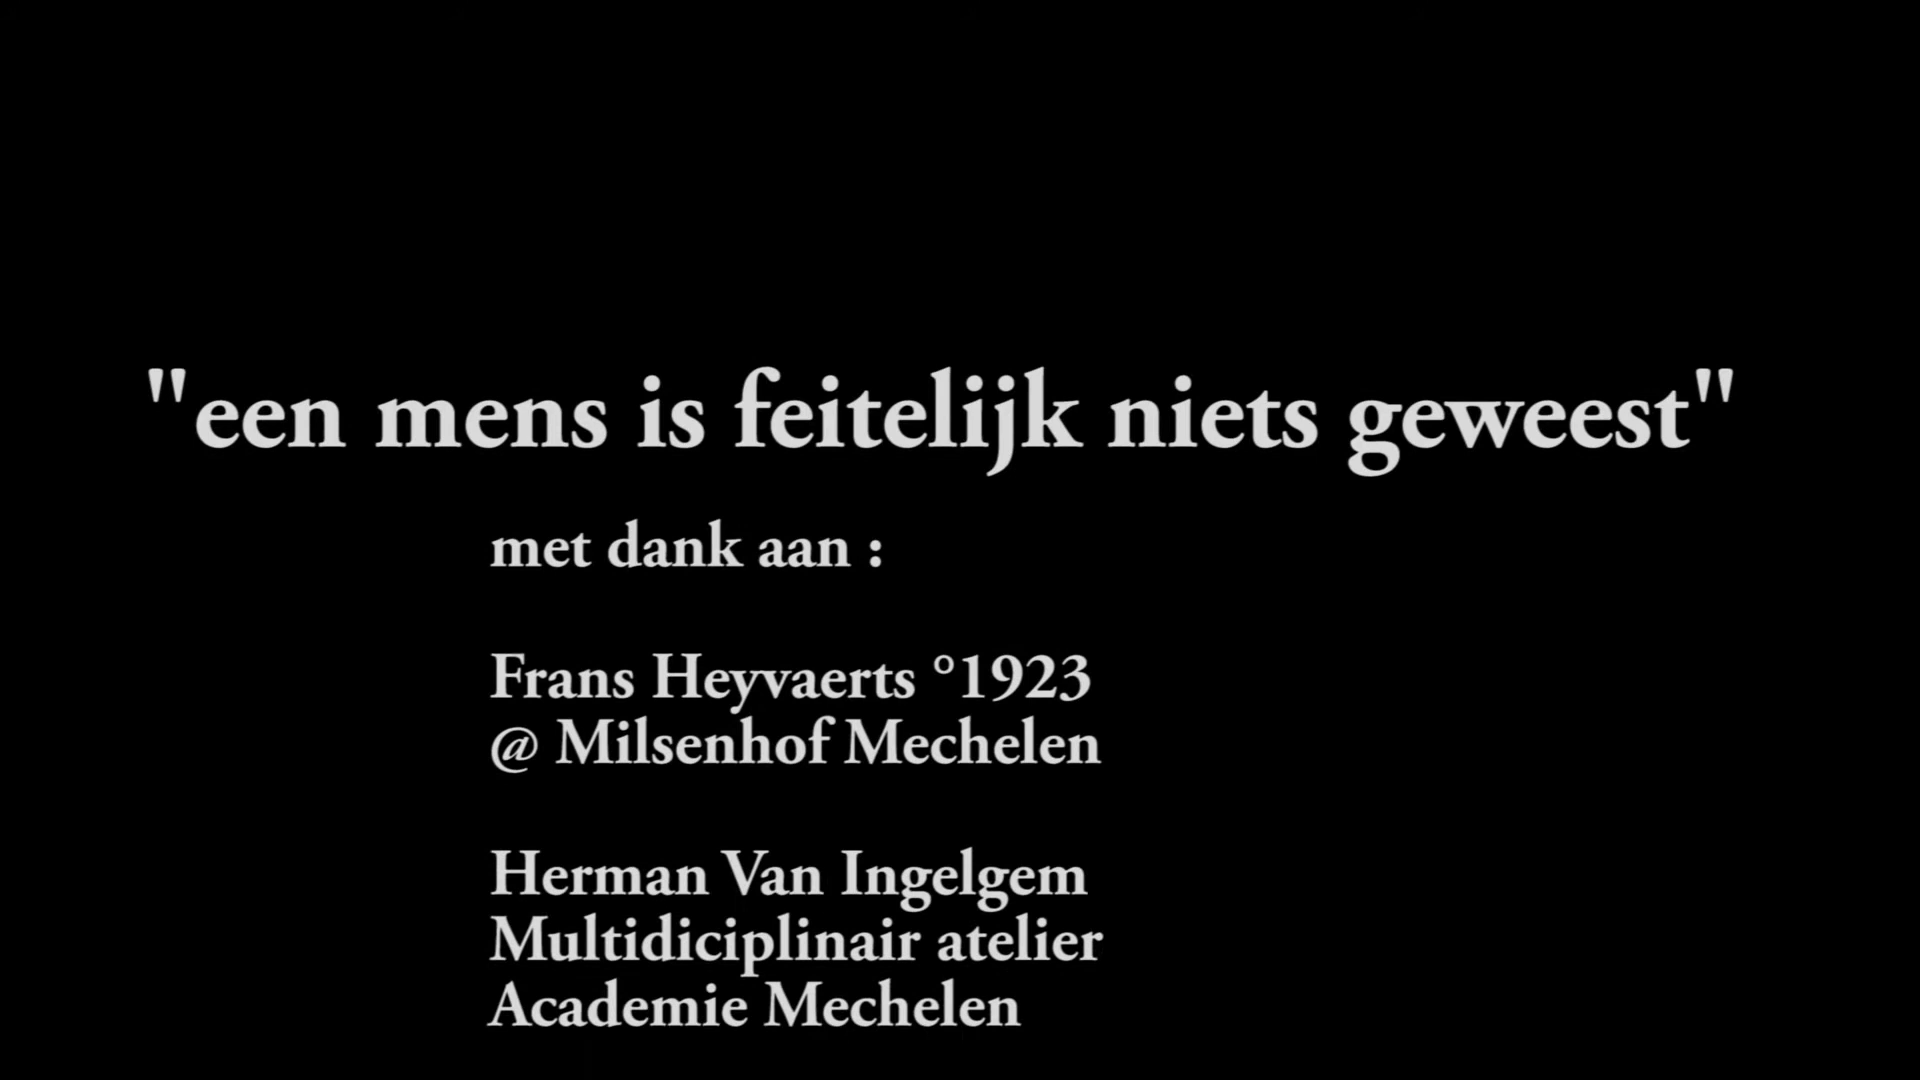 "een mens is feitelijk niets geweest"
met dank aan :
Frans Heyvaerts °1923
@ Milsenhof Mechelen
Herman Van Ingelgem
Multidiciplinair atelier
Academie Mechelen